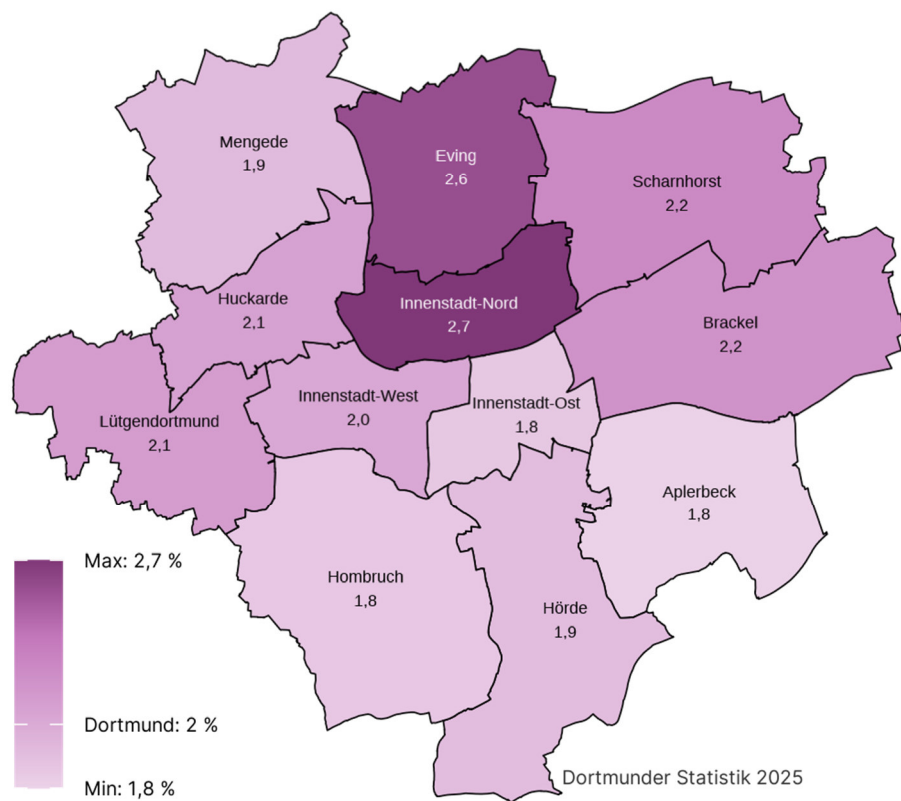 Mengede
1,9
Eving
2,6
Scharnhorst
2,2
Huckarde
2,1
Innenstadt-Nord
2,7
Brackel
2,2
Lütgendortmund
2,1
Innenstadt-West
2,0
Innenstadt-Ost
1,8
Aplerbeck
1,8
Hombruch
1,8
Hörde
1,9
Max: 2,7 %
Dortmund: 2 %
Min: 1,8 %
Dortmunder Statistik 2025